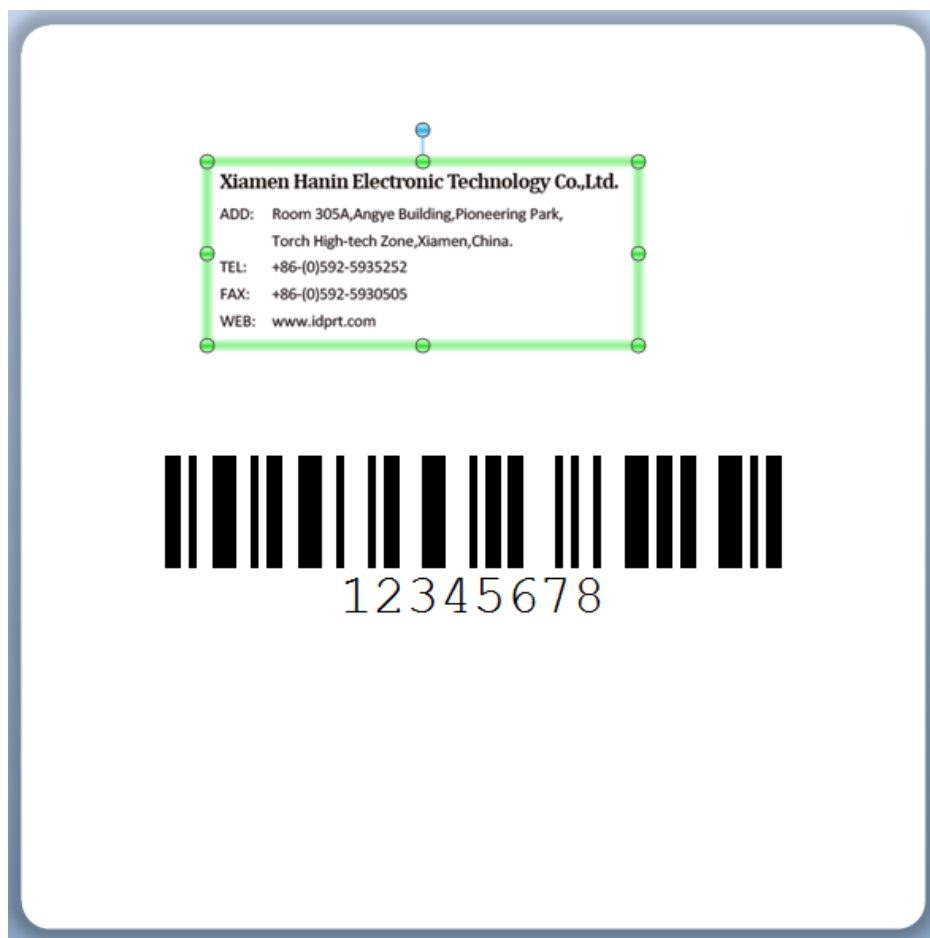 Xiamen Hanin Electronic Technology Co.,Ltd.
ADD: Room 305A,Angye Building,Pioneering Park,
Torch High-tech Zone,Xiamen,China.
TEL: +86-(0)592-5935252
FAX: +86-(0)592-5930505
WEB: www.idprt.com
12345678